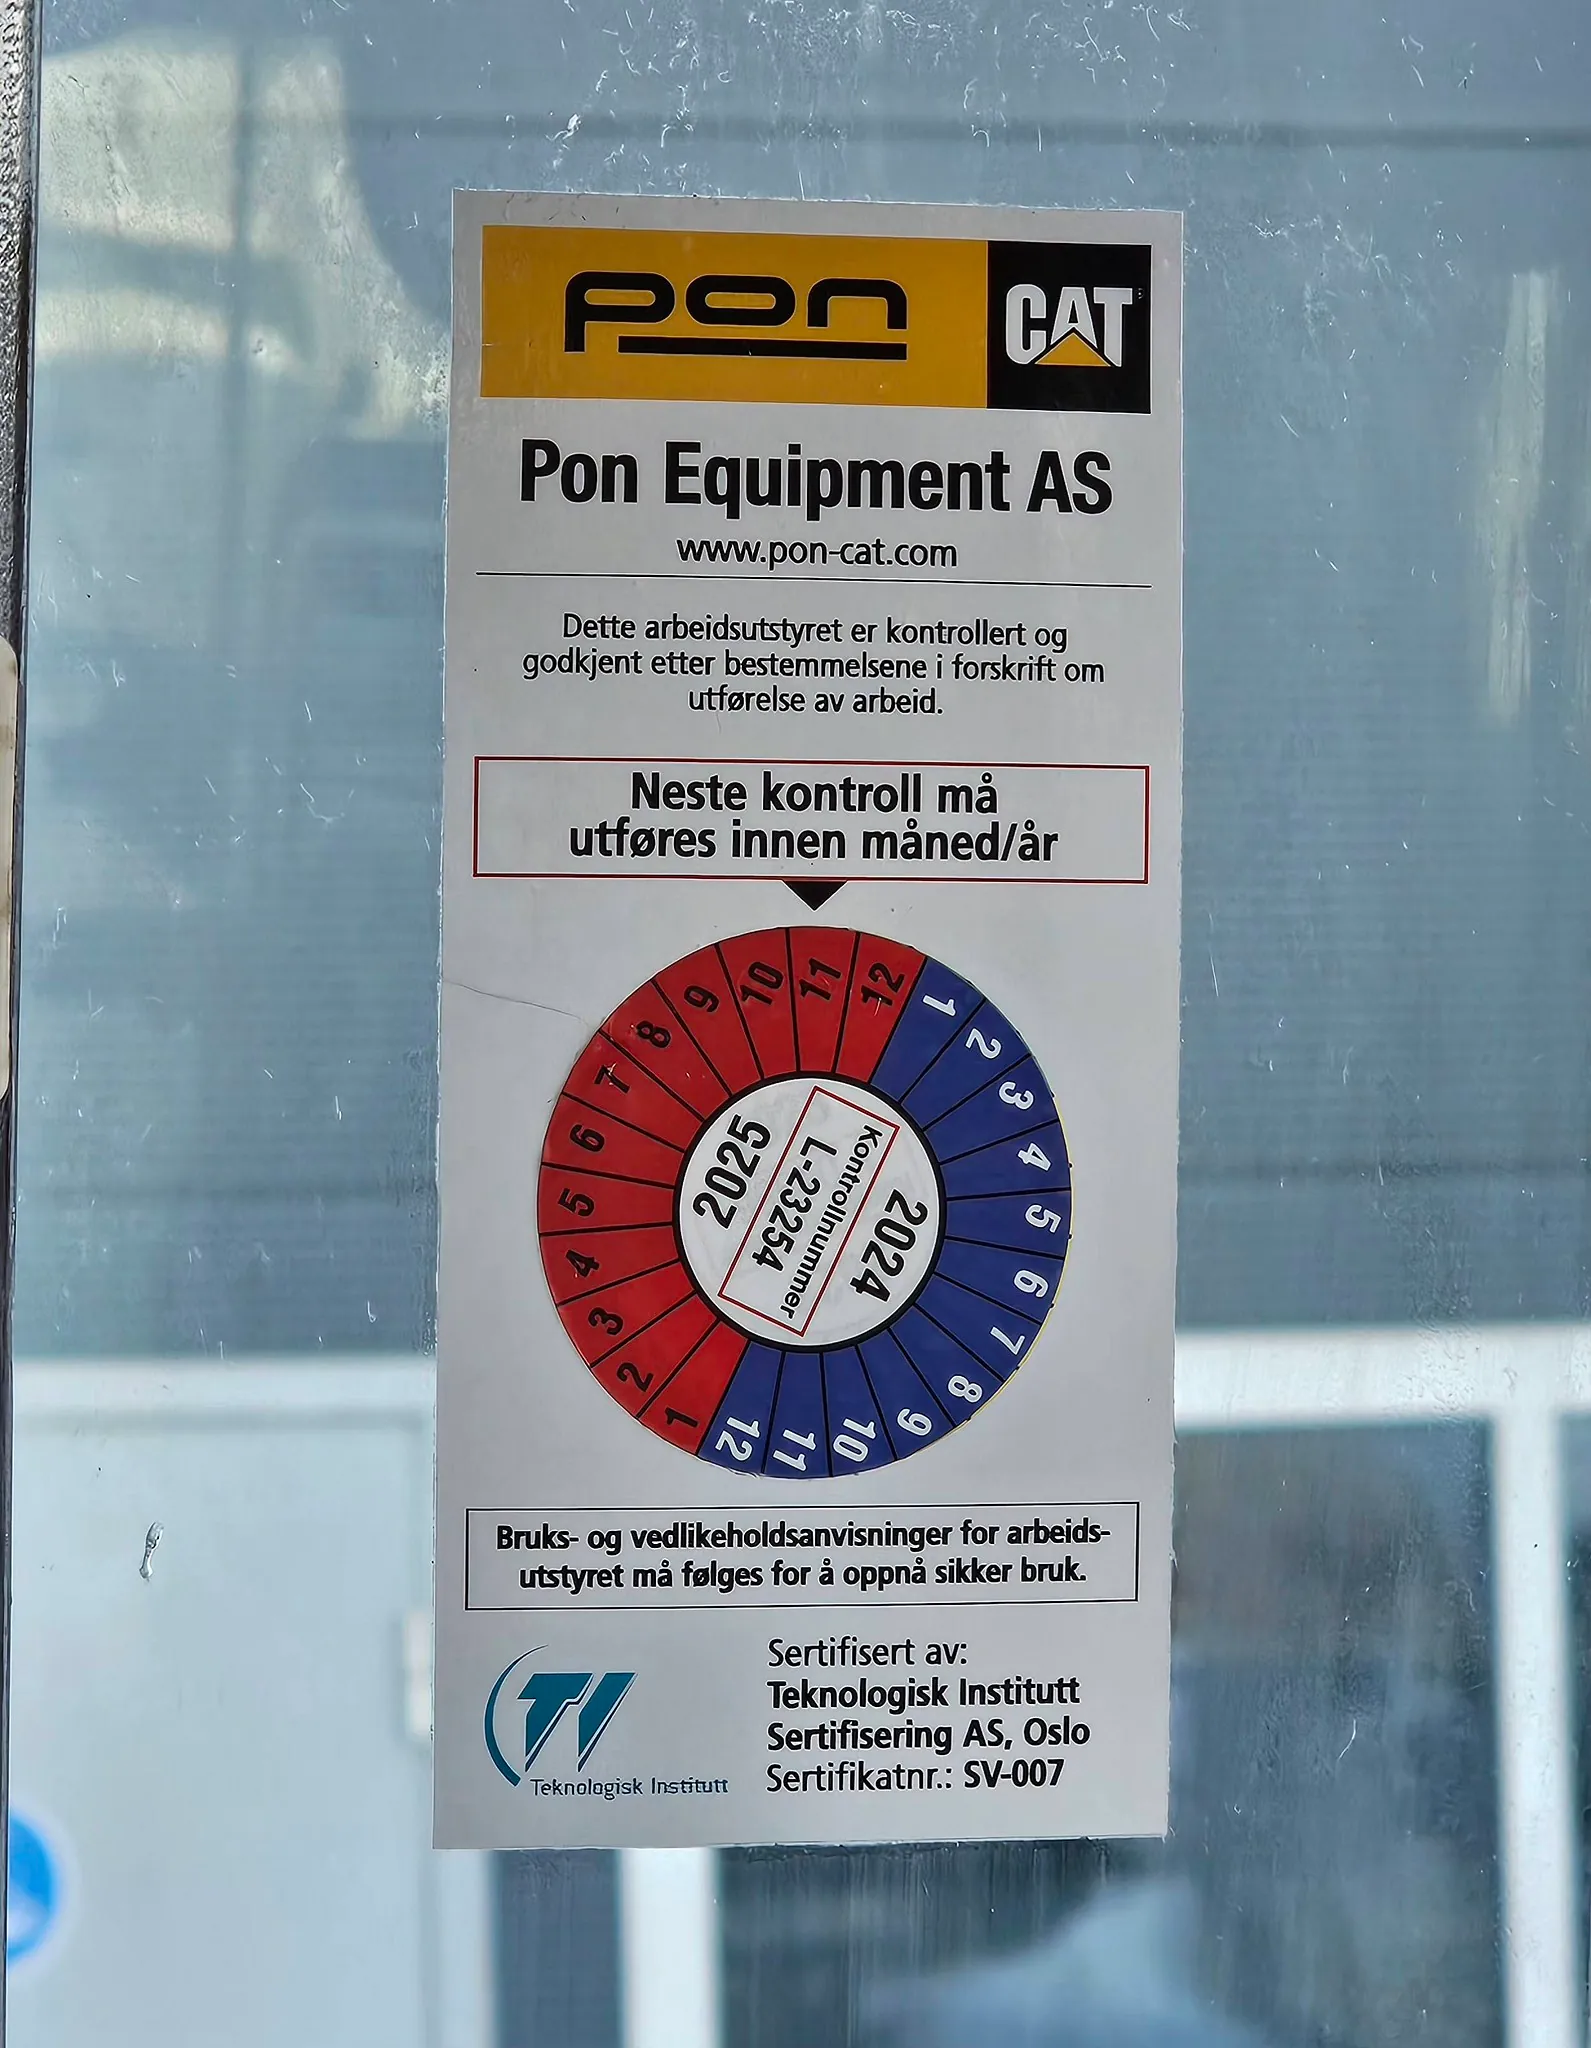 pon
CAT
Pon Equipment AS
www.pon-cat.com
Dette arbeidsutstyret er kontrollert og
godkjent etter bestemmelsene i forskrift om
utførelse av arbeid.
Neste kontroll må
utføres innen måned/år
1 2 3 4 5 6 7 8 9 10 11 12
1 2 3 4 5 6 7 8 9 10 11 12
2025
L-23254
Kontrollnummer
2024
Bruks- og vedlikeholdsanvisninger for arbeids-
utstyret må følges for å oppnå sikker bruk.
TI
Teknologisk Institutt
Sertifisert av:
Teknologisk Institutt
Sertifisering AS, Oslo
Sertifikatnr.: SV-007